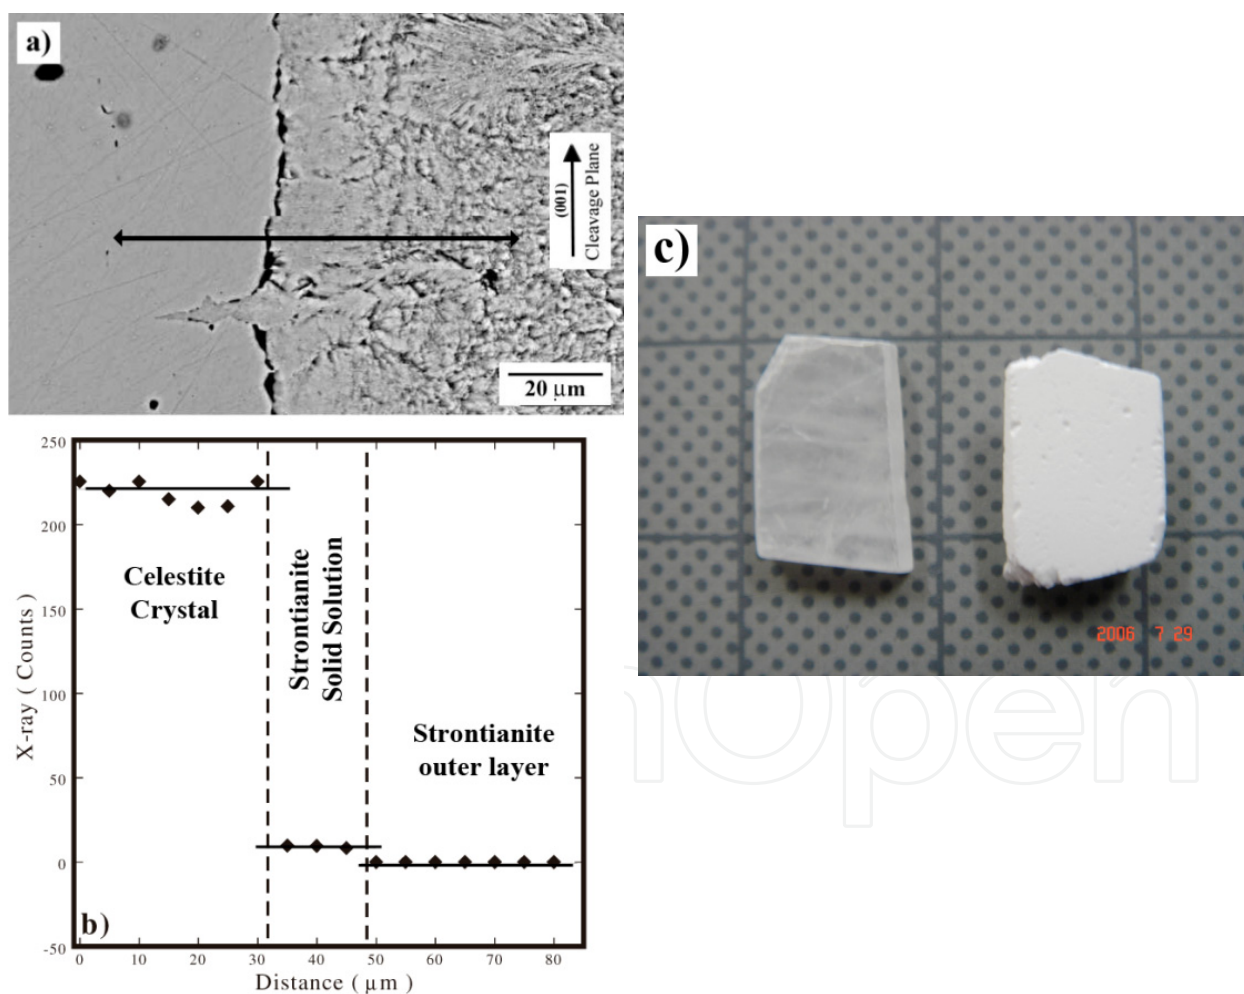 a)
(001)
Cleavage Plane
20 μm
c)
2006 7 29
250
200
150
100
50
0
-50
X-ray ( Counts )
Celestite
Crystal
Strontianite
Solid Solution
Strontianite
outer layer
b)
0 10 20 30 40 50 60 70 80
Distance ( μm )
nOpen